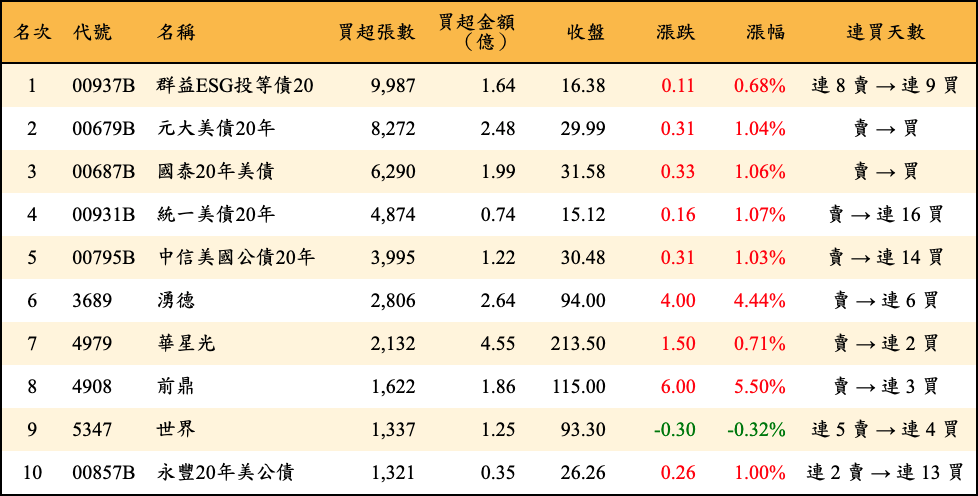 名次 代號 名稱 買超張數 買超金額（億） 收盤 漲跌 漲幅 連買天數
1 00937B 群益ESG投等債20 9,987 1.64 16.38 0.11 0.68% 連 8 賣 → 連 9 買
2 00679B 元大美債20年 8,272 2.48 29.99 0.31 1.04% 賣 → 買
3 00687B 國泰20年美債 6,290 1.99 31.58 0.33 1.06% 賣 → 買
4 00931B 統一美債20年 4,874 0.74 15.12 0.16 1.07% 賣 → 連 16 買
5 00795B 中信美國公債20年 3,995 1.22 30.48 0.31 1.03% 賣 → 連 14 買
6 3689 湧德 2,806 2.64 94.00 4.00 4.44% 賣 → 連 6 買
7 4979 華星光 2,132 4.55 213.50 1.50 0.71% 賣 → 連 2 買
8 4908 前鼎 1,622 1.86 115.00 6.00 5.50% 賣 → 連 3 買
9 5347 世界 1,337 1.25 93.30 -0.30 -0.32% 連 5 賣 → 連 4 買
10 00857B 永豐20年美公債 1,321 0.35 26.26 0.26 1.00% 連 2 賣 → 連 13 買